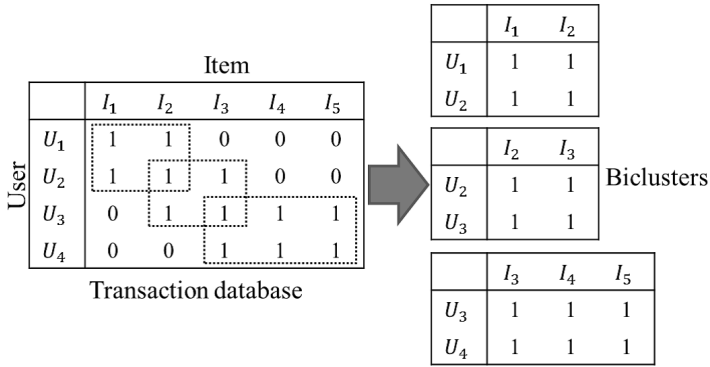 Item
I₁ I₂ I₃ I₄ I₅
U₁ 1 1 0 0 0
U₂ 1 1 1 0 0
U₃ 0 1 1 1 1
U₄ 0 0 1 1 1
User
Transaction database
I₁ I₂
U₁ 1 1
U₂ 1 1
I₂ I₃
U₂ 1 1
U₃ 1 1
Biclusters
I₃ I₄ I₅
U₃ 1 1 1
U₄ 1 1 1